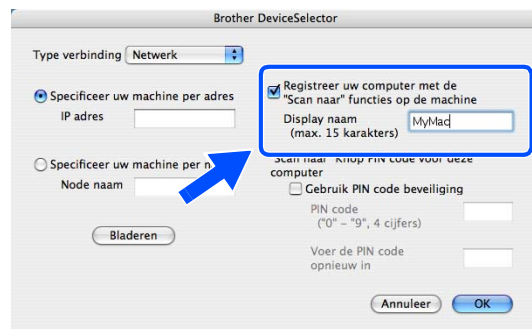 Brother DeviceSelector
Type verbinding Netwerk
Specificeer uw machine per adres
IP adres
Specificeer uw machine per
Node naam
Bladeren
Registreer uw computer met de
"Scan naar" functies op de machine
Display naam MyMac
(max. 15 karakters)
"Scan naar" Knop PIN code voor deze
computer
Gebruik PIN code beveiliging
PIN code
("0" – "9", 4 cijfers)
Voer de PIN code
opnieuw in
Annuleer OK